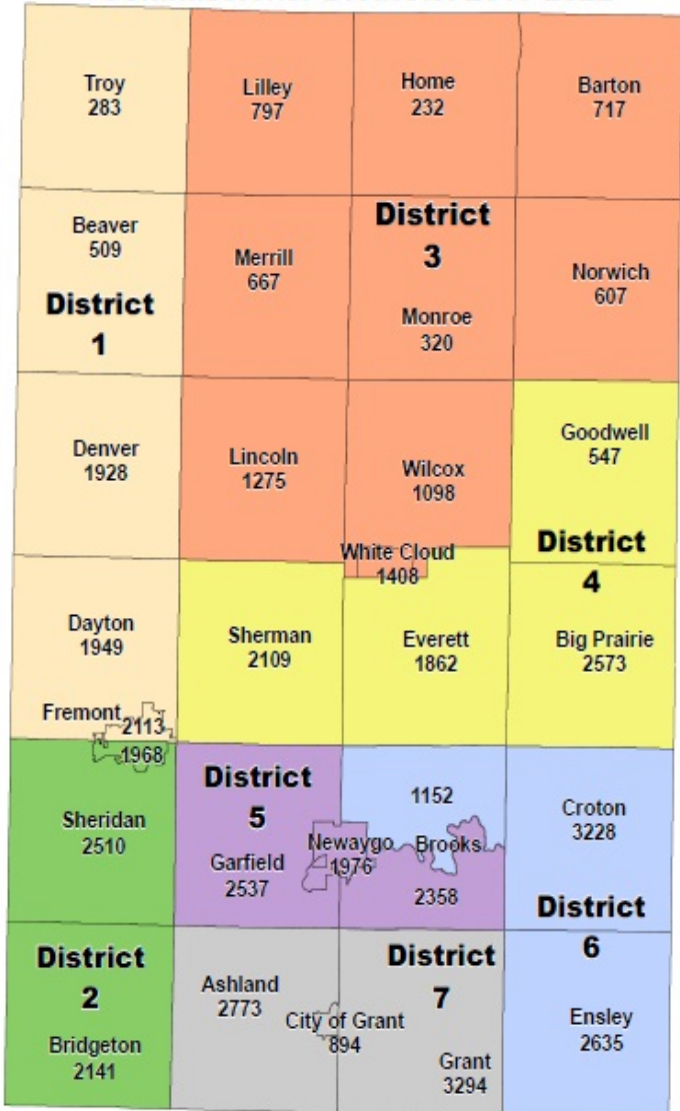 Troy
283
Lilley
797
Home
232
Barton
717
Beaver
509
District
1
Merrill
667
District
3
Monroe
320
Norwich
607
Denver
1928
Lincoln
1275
Wilcox
1098
Goodwell
547
White Cloud
1408
District
4
Dayton
1949
Sherman
2109
Everett
1862
Big Prairie
2573
Fremont
2113
1968
Sheridan
2510
District
5
Garfield
2537
Newaygo
1976
1152
Brooks
2358
Croton
3228
District
6
District
2
Bridgeton
2141
Ashland
2773
City of Grant
894
District
7
Grant
3294
Ensley
2635